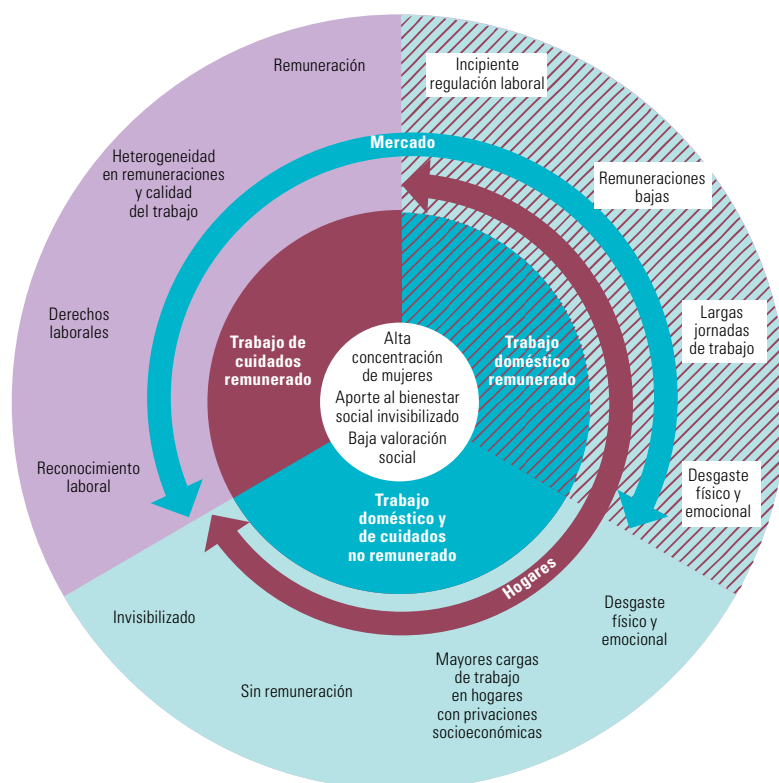 Remuneración
Incipiente
regulación laboral
Mercado
Heterogeneidad
en remuneraciones
y calidad
del trabajo
Remuneraciones
bajas
Derechos
laborales
Largas
jornadas
de trabajo
Trabajo de
cuidados
remunerado
Alta
concentración
de mujeres
Aporte al bienestar
social invisibilizado
Baja valoración
social
Trabajo
doméstico
remunerado
Reconocimiento
laboral
Desgaste
físico y
emocional
Trabajo
doméstico y
de cuidados
no remunerado
Hogares
Invisibilizado
Sin remuneración
Mayores cargas
de trabajo
en hogares
con privaciones
socioeconómicas
Desgaste
físico y
emocional